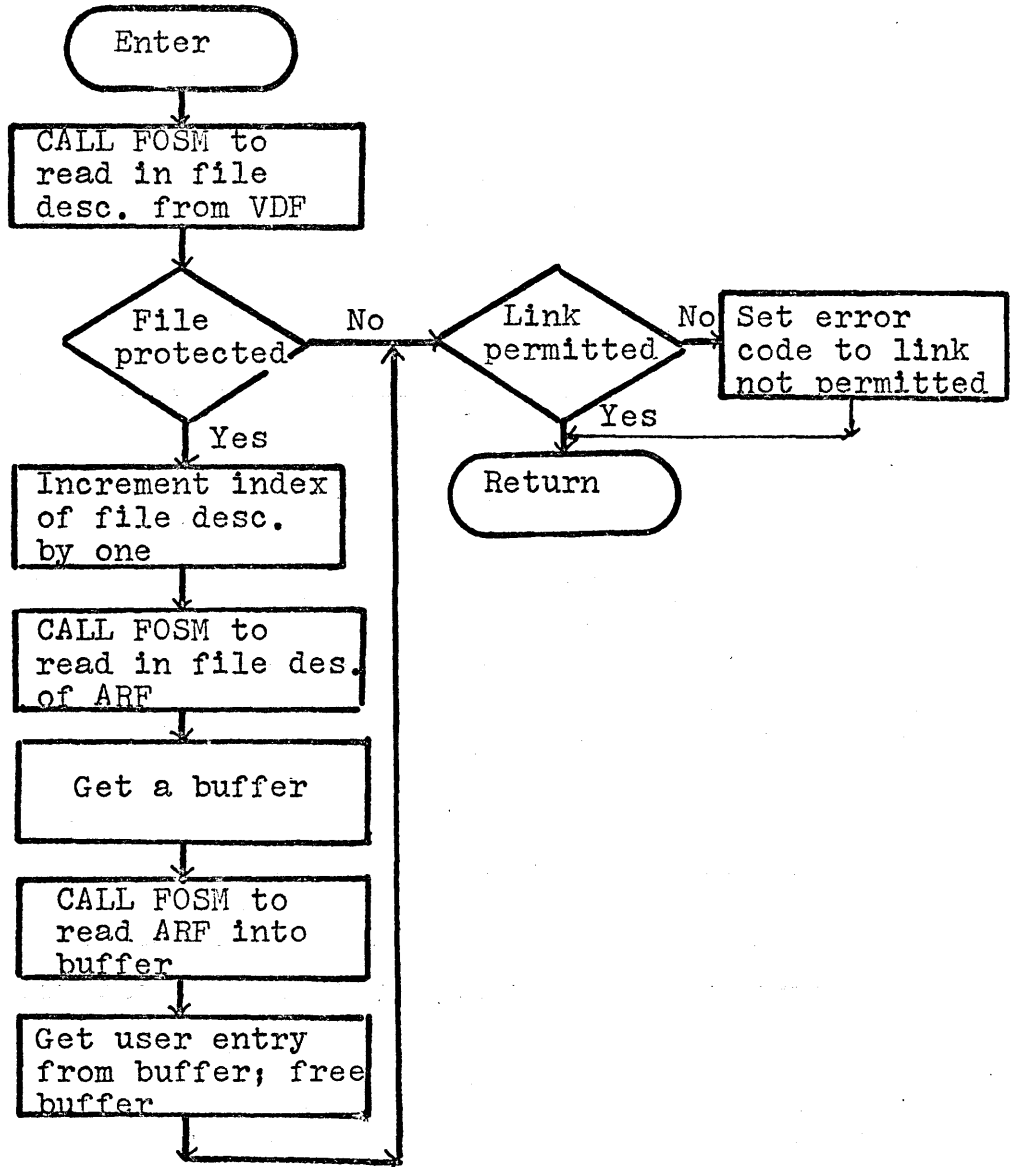 Enter
CALL FOSM to
read in file
desc. from VDF
File
protected
No
Link
permitted
No
Set error
code to link
not permitted
Yes
Yes
Return
Increment index
of file desc.
by one
CALL FOSM to
read in file des.
of ARF
Get a buffer
CALL FOSM to
read ARF into
buffer
Get user entry
from buffer; free
buffer